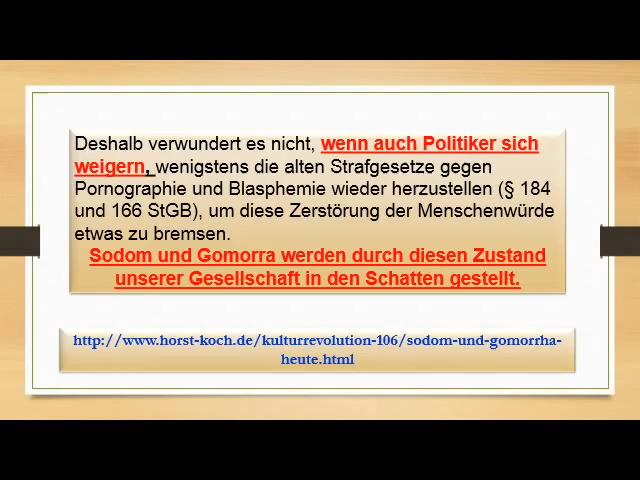 Deshalb verwundert es nicht, wenn auch Politiker sich
weigern, wenigstens die alten Strafgesetze gegen
Pornographie und Blasphemie wieder herzustellen (§ 184
und 166 StGB), um diese Zerstörung der Menschenwürde
etwas zu bremsen.
Sodom und Gomorra werden durch diesen Zustand
unserer Gesellschaft in den Schatten gestellt.
http://www.horst-koch.de/kulturrevolution-106/sodom-und-gomorrha-
heute.html